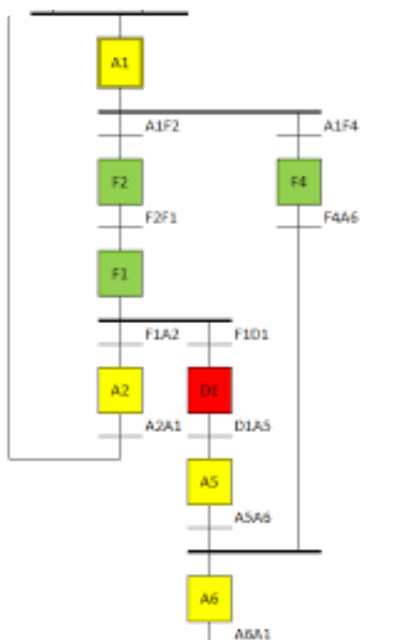 A1
A1F2 A1F4
F2 F4
F2F1 F4A6
F1
F1A2 F1D1
A2 D1
A2A1 D1A5
A5
A5A6
A6
A6A1